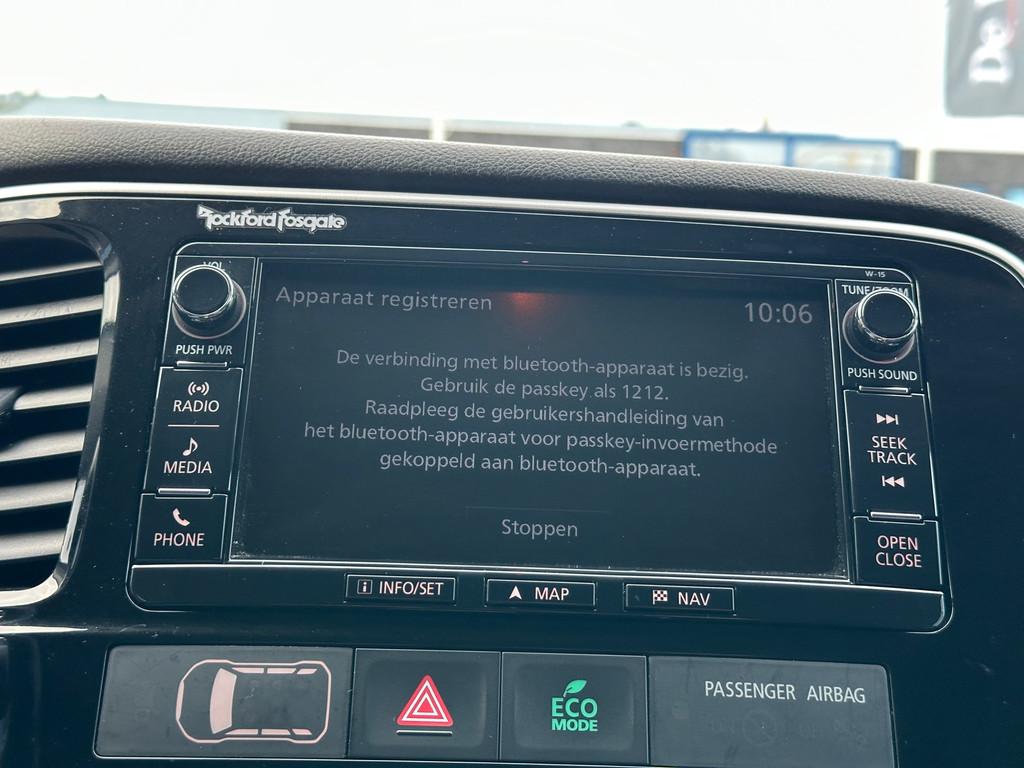 De
Rockford Fosgate
W-15
VOL
TUNE/ZOOM
Apparaat registreren
10:06
PUSH PWR
PUSH SOUND
De verbinding met bluetooth-apparaat is bezig.
Gebruik de passkey als 1212.
Raadpleeg de gebruikershandleiding van
het bluetooth-apparaat voor passkey-invoermethode
gekoppeld aan bluetooth-apparaat.
Stoppen
RADIO
MEDIA
PHONE
SEEK
TRACK
OPEN
CLOSE
INFO/SET
MAP
NAV
ECO
MODE
PASSENGER AIRBAG